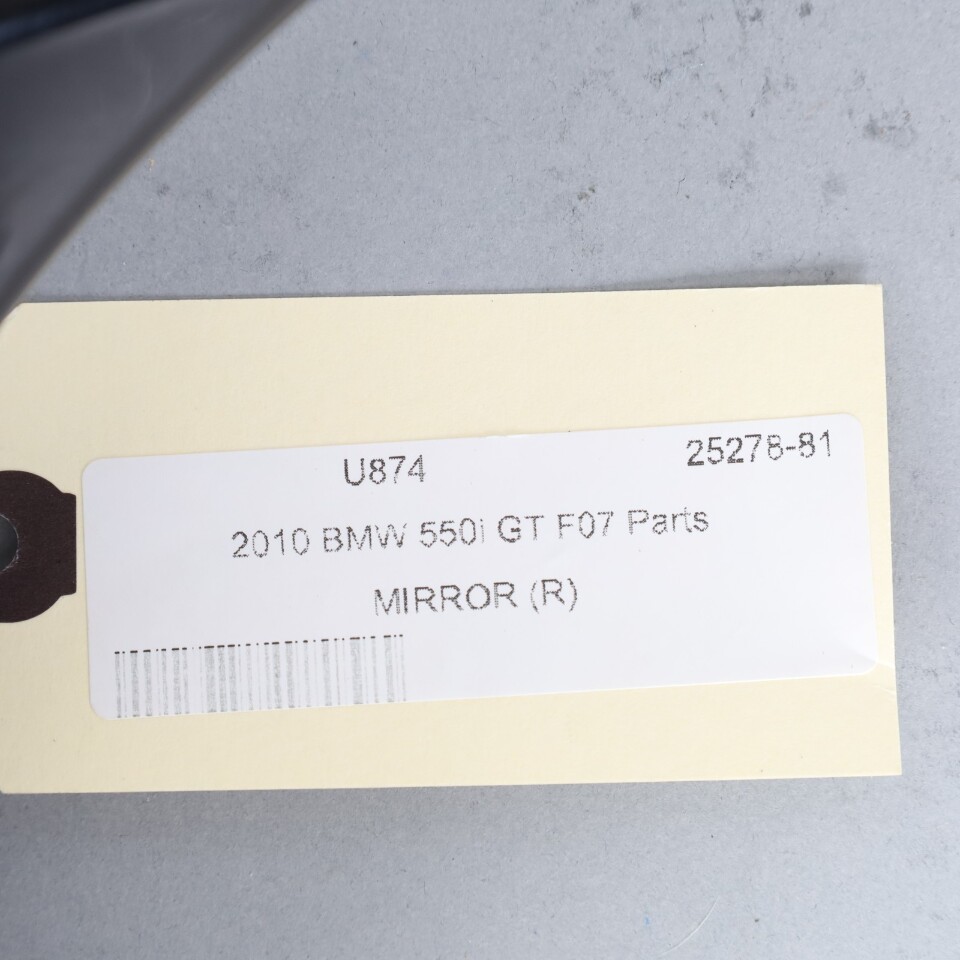 U874 25278-81
2010 BMW 550i GT F07 Parts
MIRROR (R)